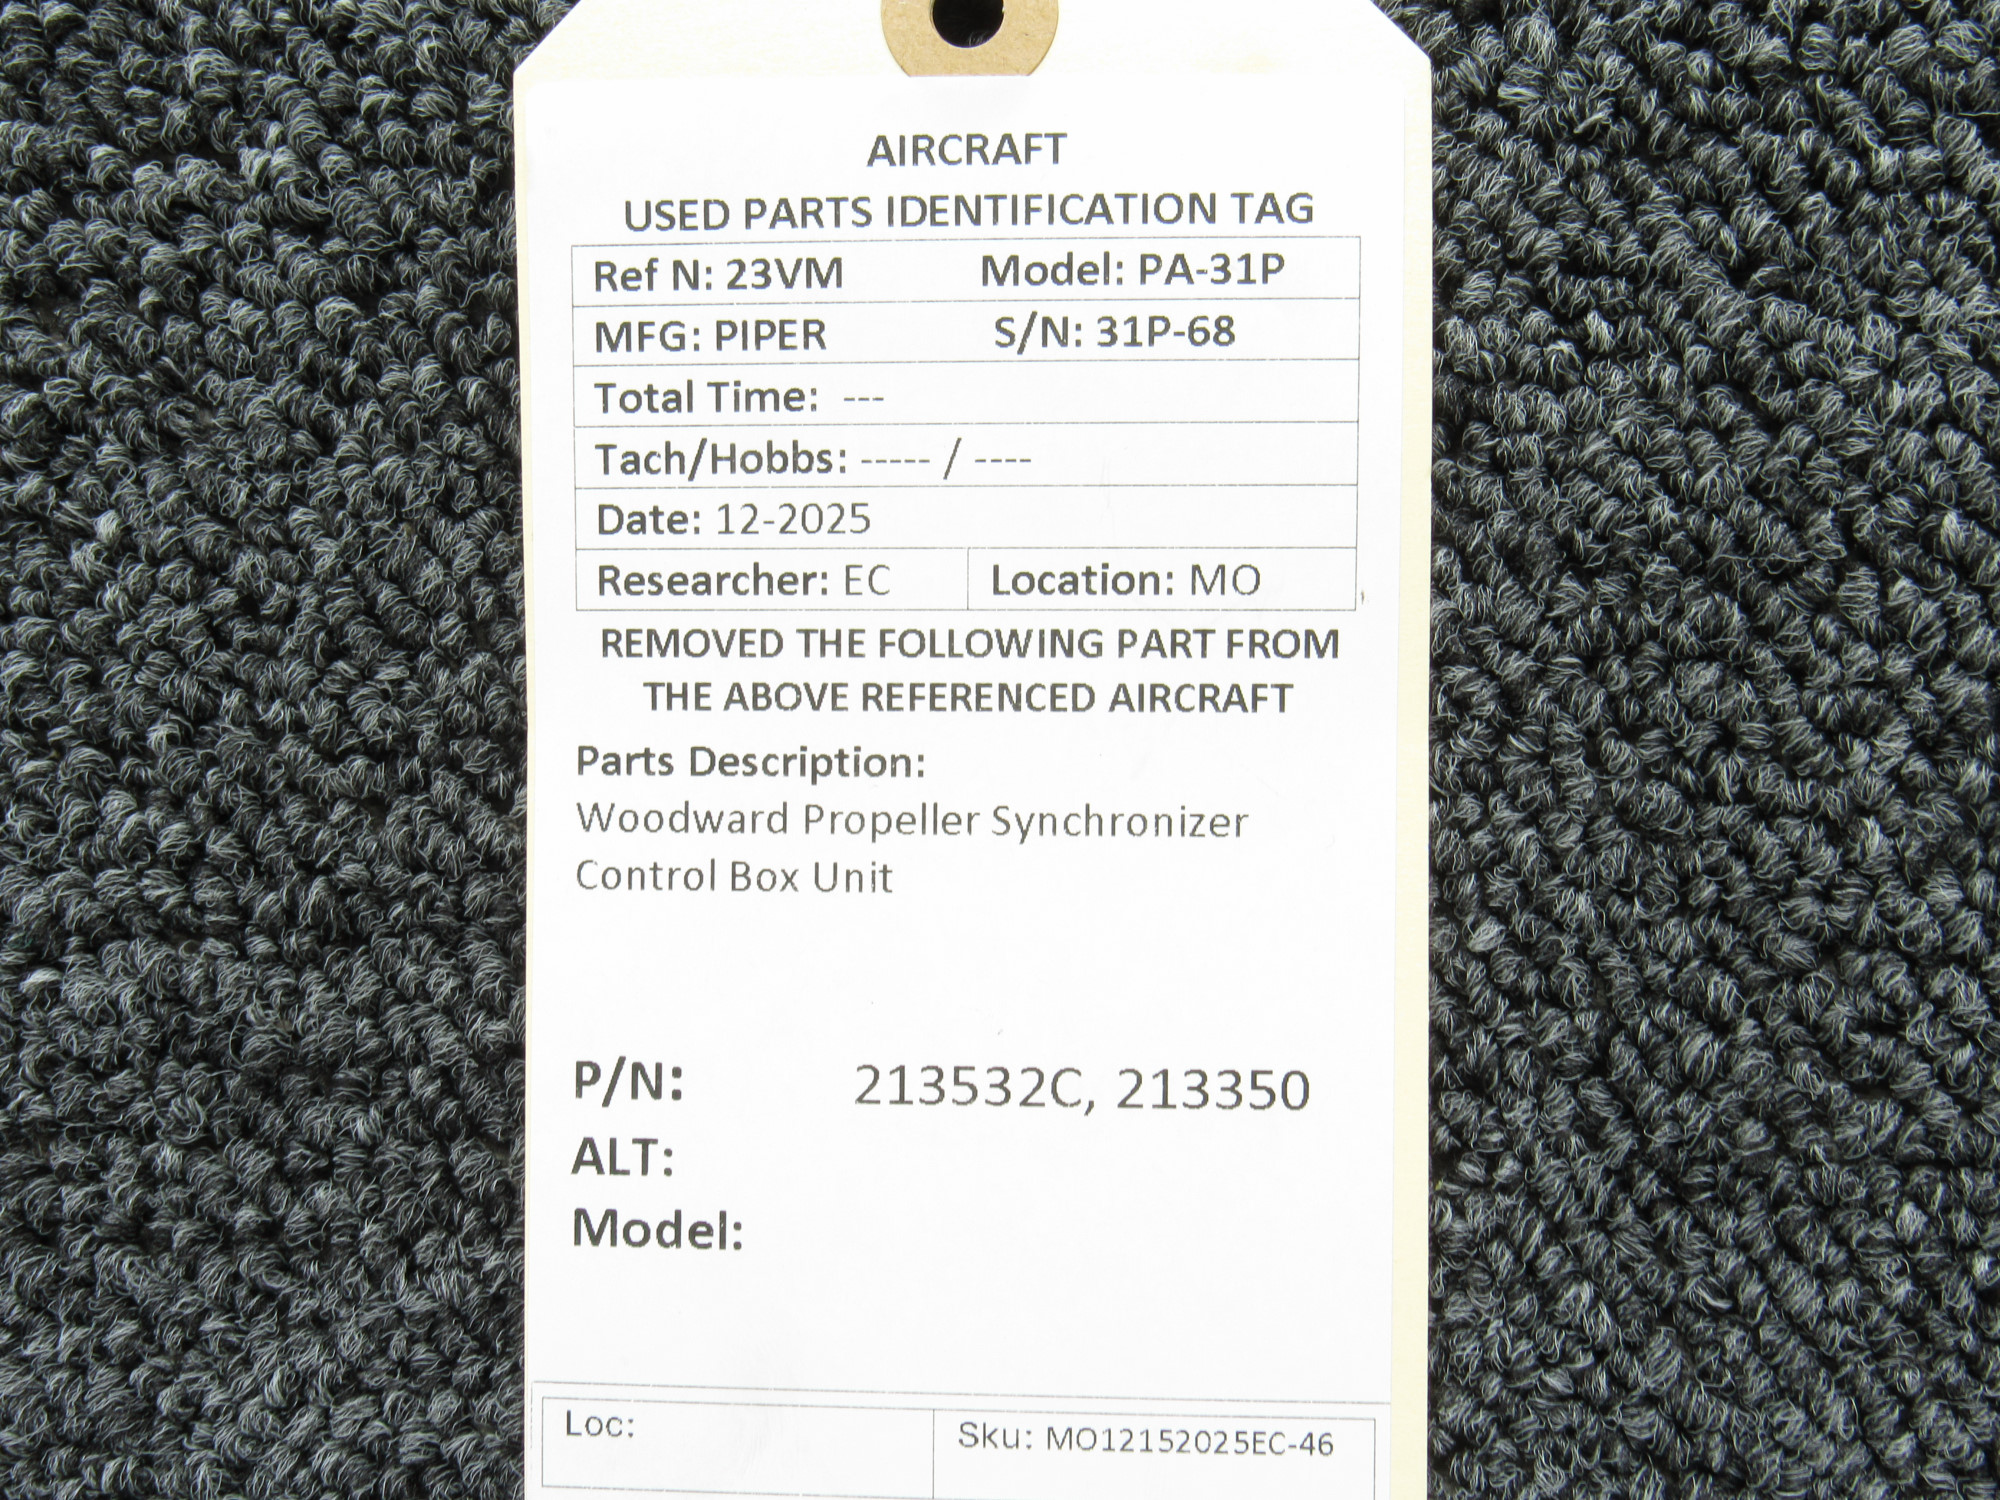 AIRCRAFT
USED PARTS IDENTIFICATION TAG
Ref N: 23VM Model: PA-31P
MFG: PIPER S/N: 31P-68
Total Time: ---
Tach/Hobbs: ----- / ----
Date: 12-2025
Researcher: EC Location: MO
REMOVED THE FOLLOWING PART FROM
THE ABOVE REFERENCED AIRCRAFT
Parts Description:
Woodward Propeller Synchronizer
Control Box Unit
P/N: 213532C, 213350
ALT:
Model:
Loc: Sku: MO12152025EC-46